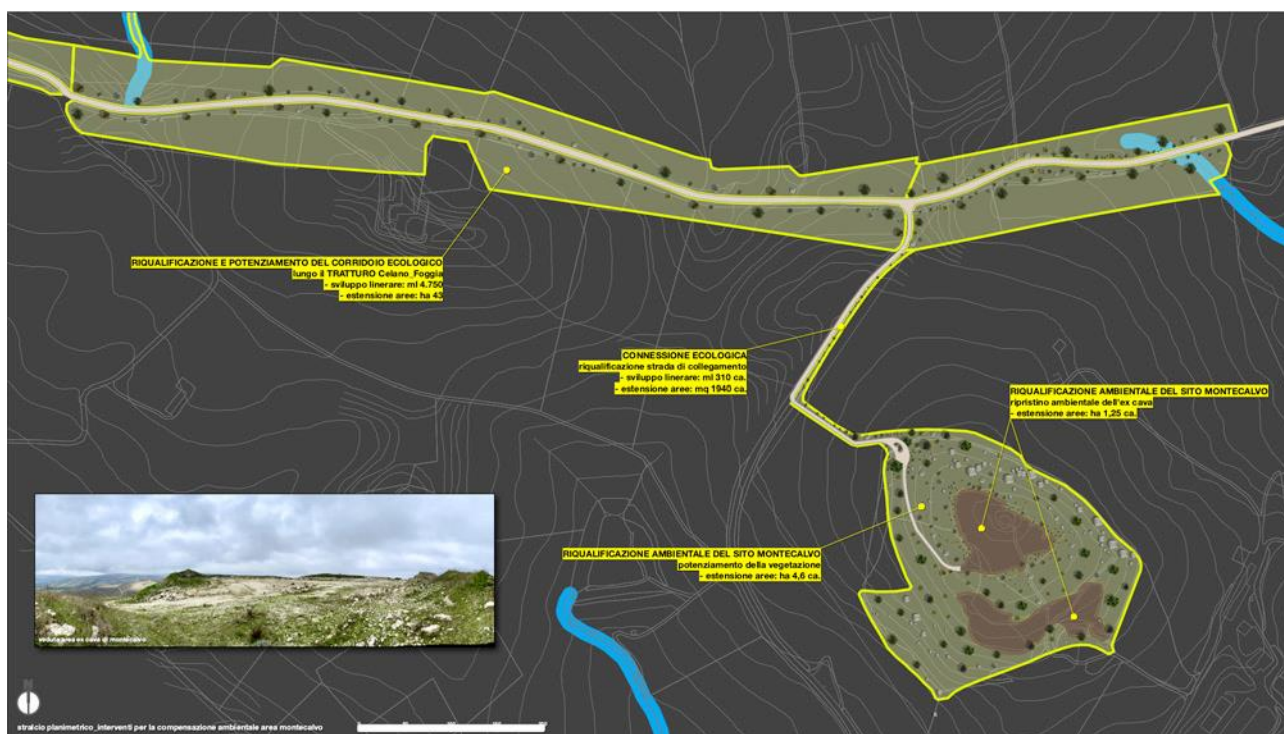 RIQUALIFICAZIONE E POTENZIAMENTO DEL CORRIDOIO ECOLOGICO
lungo il TRATTURO Celano_Foggia
- sviluppo linerare: ml 4.750
- estensione aree: ha 43
CONNESSIONE ECOLOGICA
riqualificazione strada di collegamento
- sviluppo linerare: ml 310 ca.
- estensione aree: mq 1940 ca.
RIQUALIFICAZIONE AMBIENTALE DEL SITO MONTECALVO
ripristino ambientale dell'ex cava
- estensione aree: ha 1,25 ca.
RIQUALIFICAZIONE AMBIENTALE DEL SITO MONTECALVO
potenziamento della vegetazione
- estensione aree: ha 4,6 ca.
veduta area ex cava di montecalvo
N
stralcio planimetrico_interventi per la compensazione ambientale area montecalvo